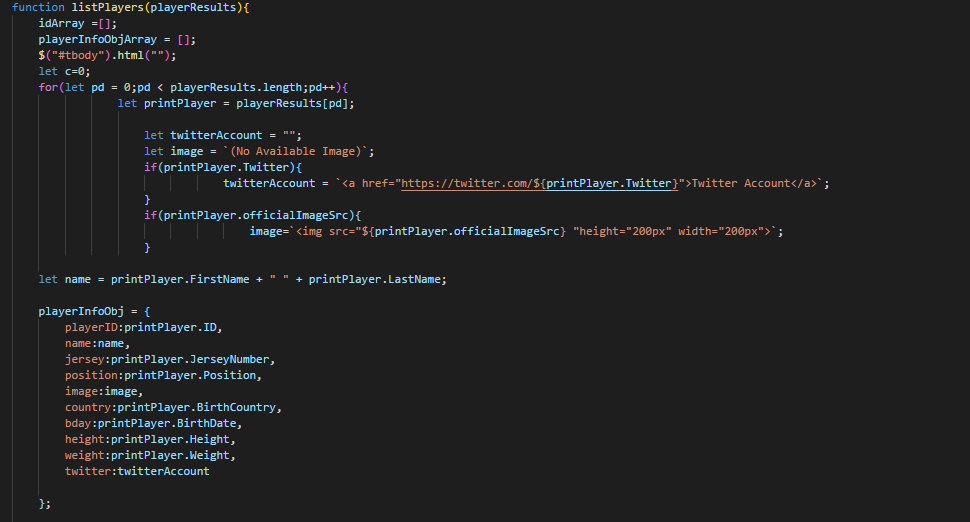 function listPlayers(playerResults){
idArray =[];
playerInfoObjArray = [];
$("#tbody").html("");
let c=0;
for(let pd = 0;pd < playerResults.length;pd++){
let printPlayer = playerResults[pd];
let twitterAccount = "";
let image = `(No Available Image)`;
if(printPlayer.Twitter){
twitterAccount = `<a href="https://twitter.com/${printPlayer.Twitter}">Twitter Account</a>`;
}
if(printPlayer.officialImageSrc){
image=`<img src="${printPlayer.officialImageSrc} "height="200px" width="200px">`;
}
let name = printPlayer.FirstName + " " + printPlayer.LastName;
playerInfoObj = {
playerID:printPlayer.ID,
name:name,
jersey:printPlayer.JerseyNumber,
position:printPlayer.Position,
image:image,
country:printPlayer.BirthCountry,
bday:printPlayer.BirthDate,
height:printPlayer.Height,
weight:printPlayer.Weight,
twitter:twitterAccount
};